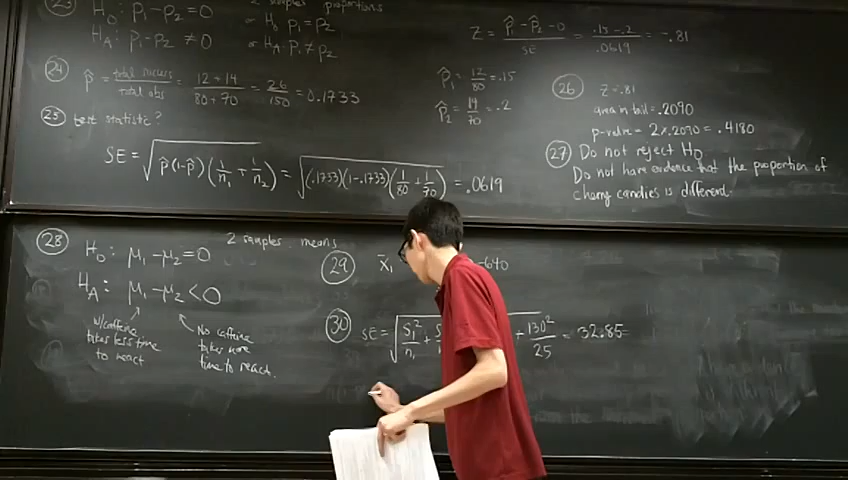 23 H₀: p₁-p₂=0 2 samples proportions
or H₀ p₁=p₂
H_A: p₁-p₂ ≠ 0 or H_A p₁≠p₂
24 p̂ = total success / total obs = 12+14 / 80+70 = 26/150 = 0.1733
25 test statistic?
SE = √(p̂(1-p̂)(1/n₁ + 1/n₂)) = √((.1733)(1-.1733)(1/80 + 1/70)) = .0619
Z = p̂₁-p̂₂-0 / SE = .15-.2 / .0619 = -.81
p̂₁ = 12/80 = .15
p̂₂ = 14/70 = .2
26 Z=-.81
area in tail = .2090
p-value = 2×.2090 = .4180
27 Do not reject H₀
Do not have evidence that the proportion of
cherry candies is different.
28 H₀: μ₁-μ₂=0 2 samples means
H_A: μ₁-μ₂<0
w/caffeine
takes less time
to react
No caffeine
takes more
time to react.
29 x̄₁ -640
30 SE = √(S₁²/n₁ + S + 130²/25 = 32.85